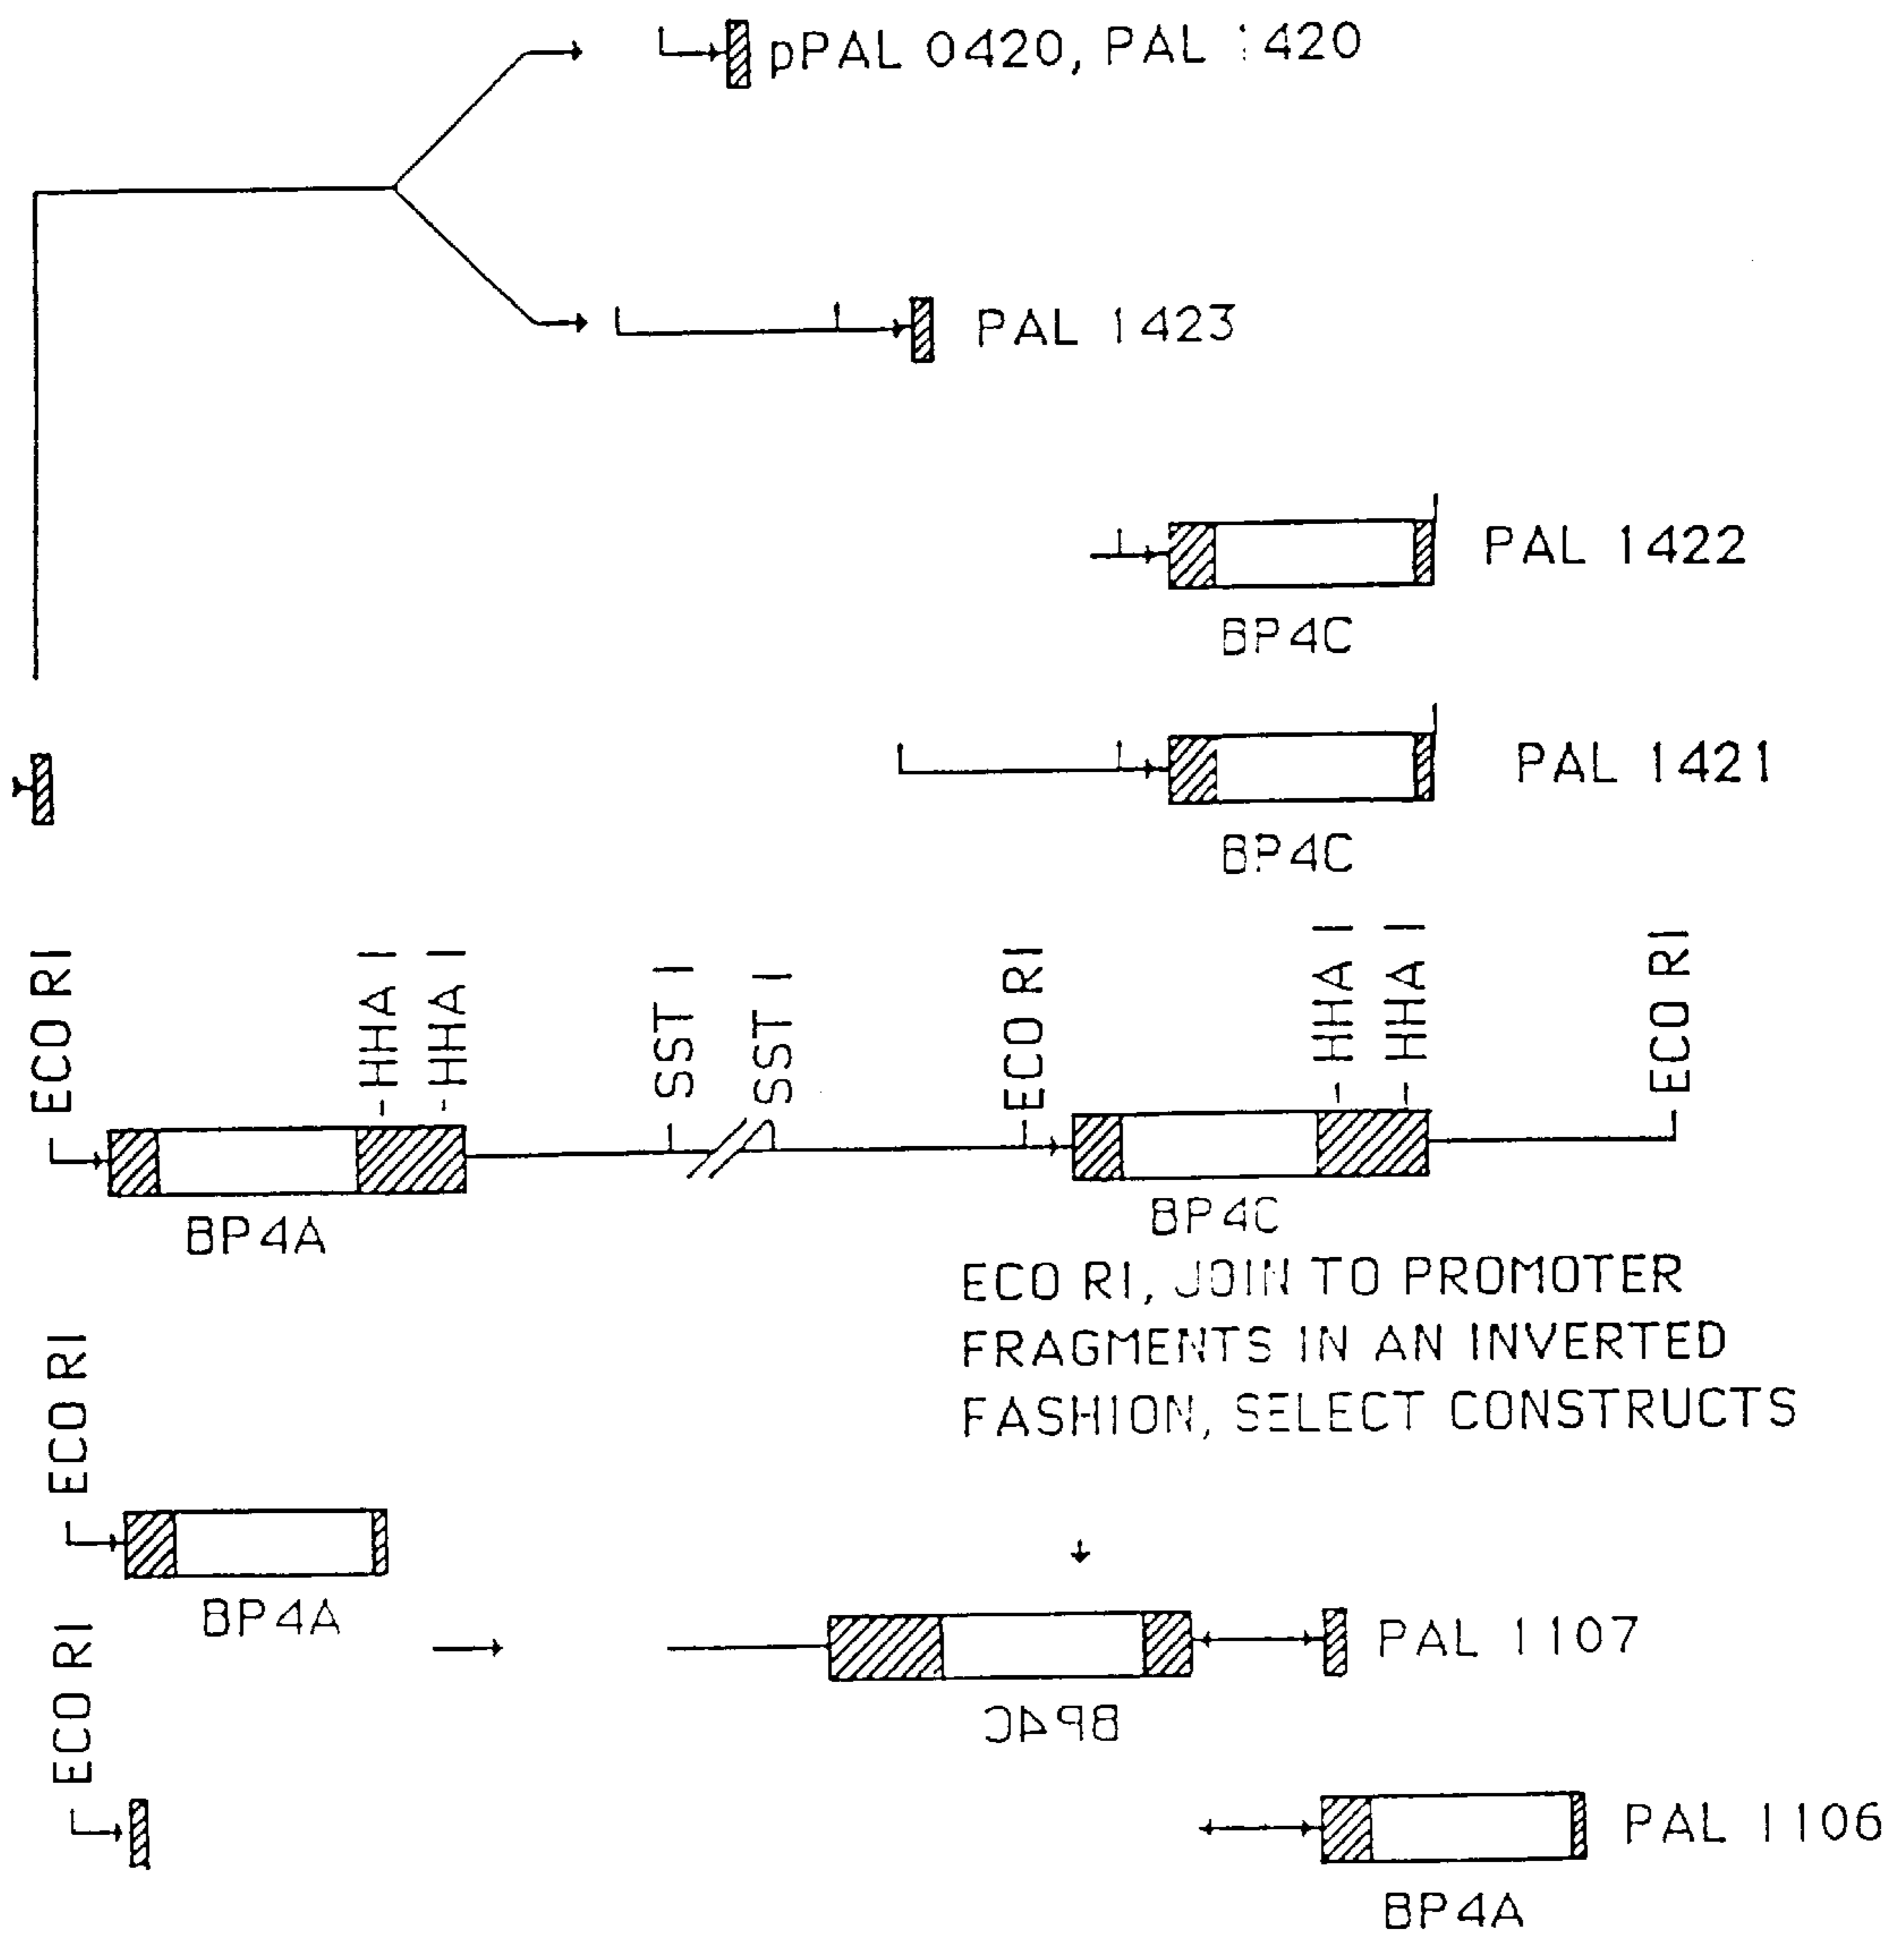 pPAL 0420, PAL 1420
PAL 1423
PAL 1422
BP4C
PAL 1421
BP4C
ECO RI
HHA I
HHA I
SST I
SST I
ECO RI
HHA I
HHA I
ECO RI
BP4A
BP4C
ECO RI, JOIN TO PROMOTER
FRAGMENTS IN AN INVERTED
FASHION, SELECT CONSTRUCTS
ECO RI
BP4A
PAL 1107
BP4C
ECO RI
PAL 1106
BP4A